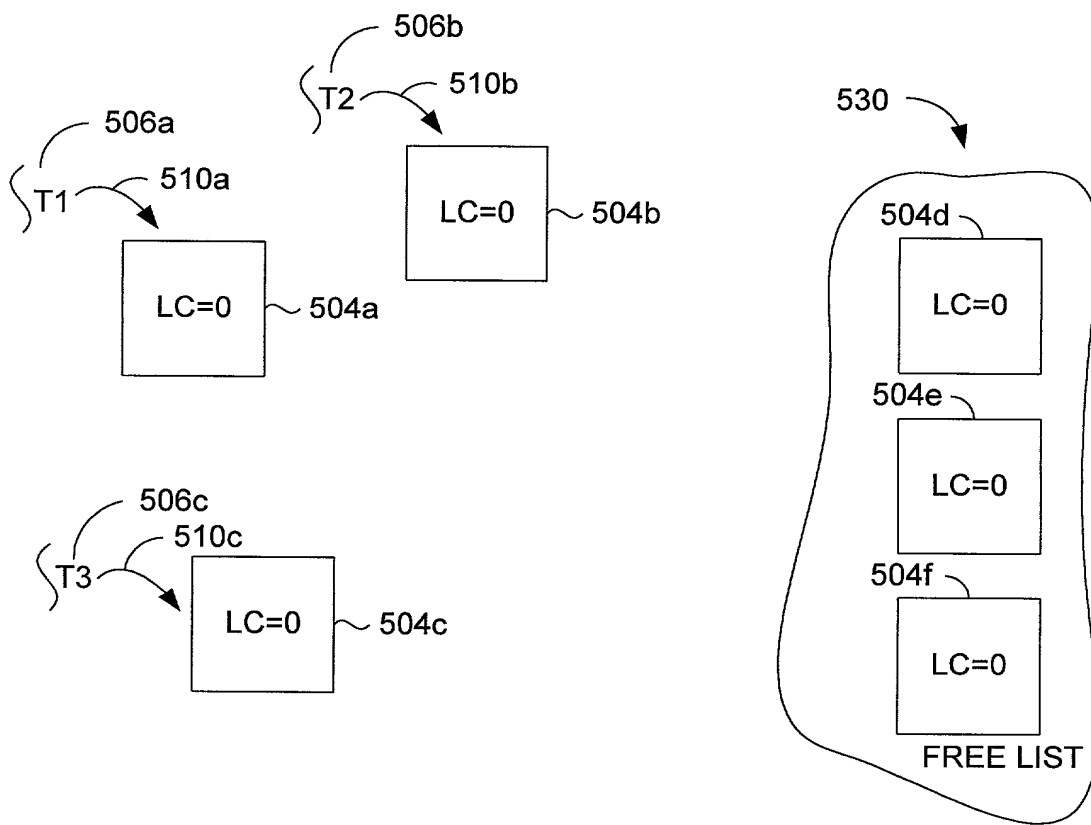 506b
T2
510b
506a
T1
510a
LC=0
504b
LC=0
504a
530
504d
LC=0
504e
LC=0
504f
LC=0
FREE LIST
506c
T3
510c
LC=0
504c